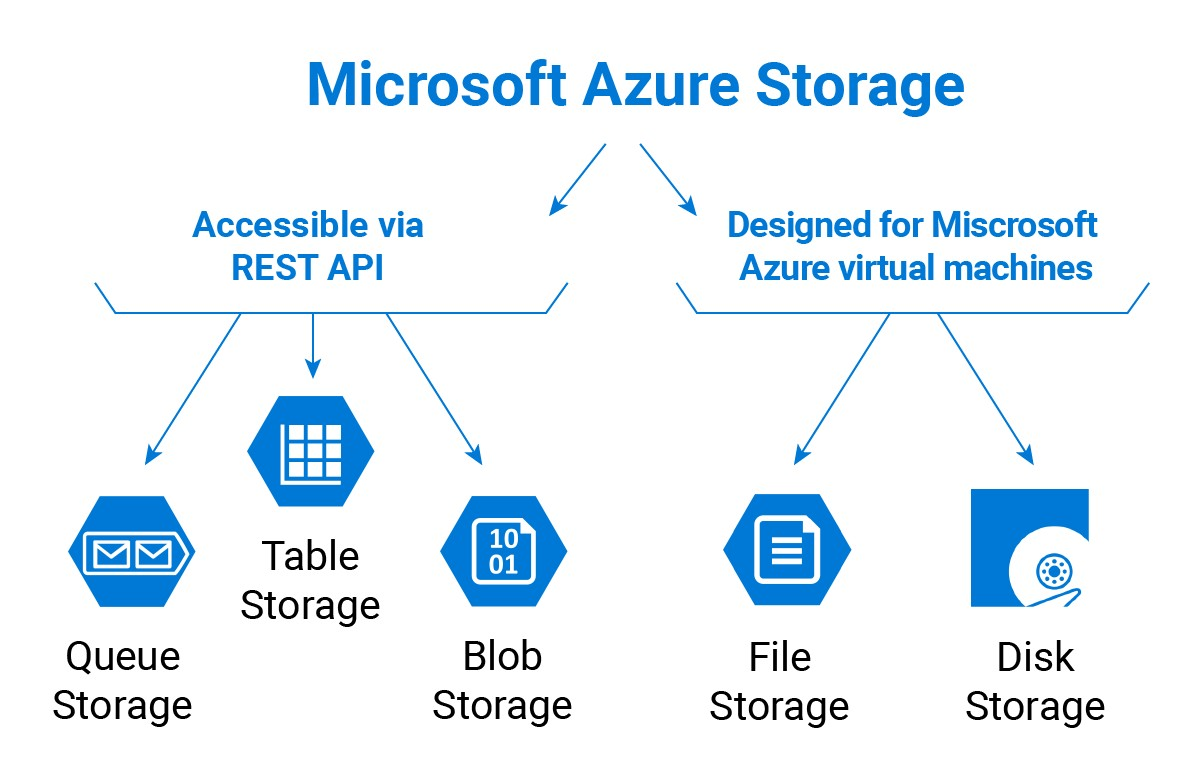 Microsoft Azure Storage
Accessible via
REST API
Designed for Miscrosoft
Azure virtual machines
10
01
Table
Storage
Queue
Storage
Blob
Storage
File
Storage
Disk
Storage